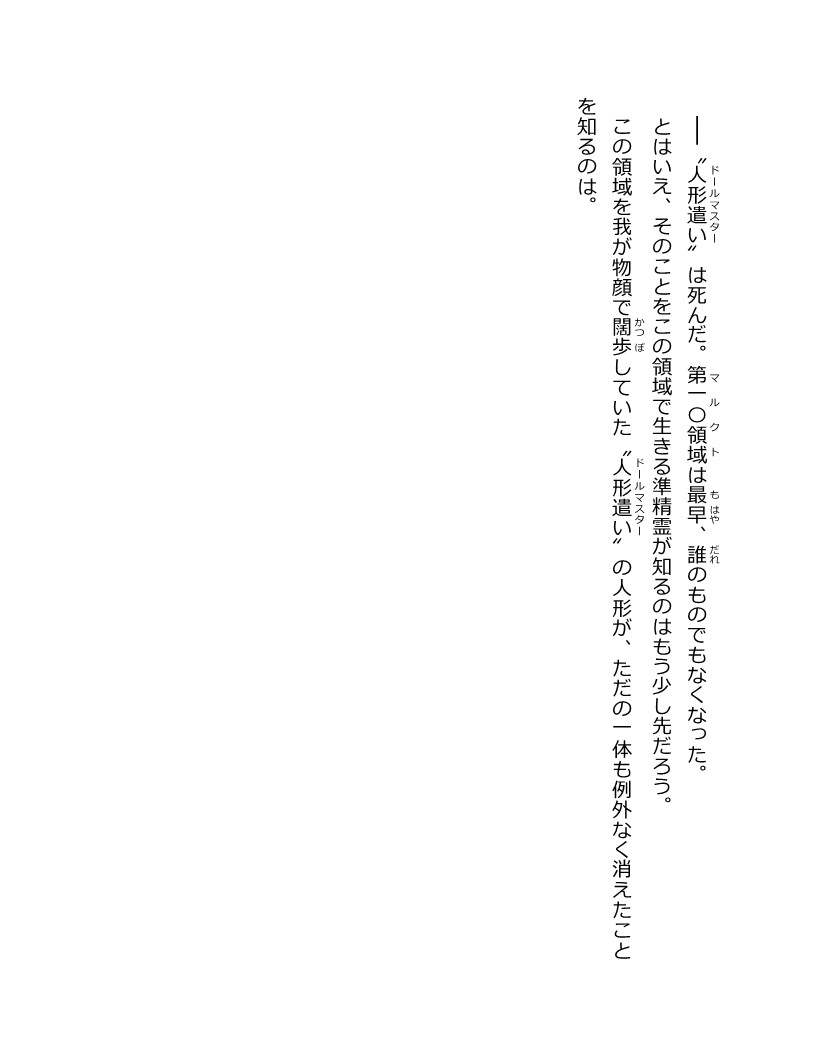 ――〝人形遣い〟は死んだ。第一〇領域は最早、誰のものでもなくなった。
とはいえ、そのことをこの領域で生きる準精霊が知るのはもう少し先だろう。
この領域を我が物顔で闊歩していた〝人形遣い〟の人形が、ただの一体も例外なく消えたこと
を知るのは。
ドールマスター
マルクト
もはや
だれ
かつぽ
ドールマスター